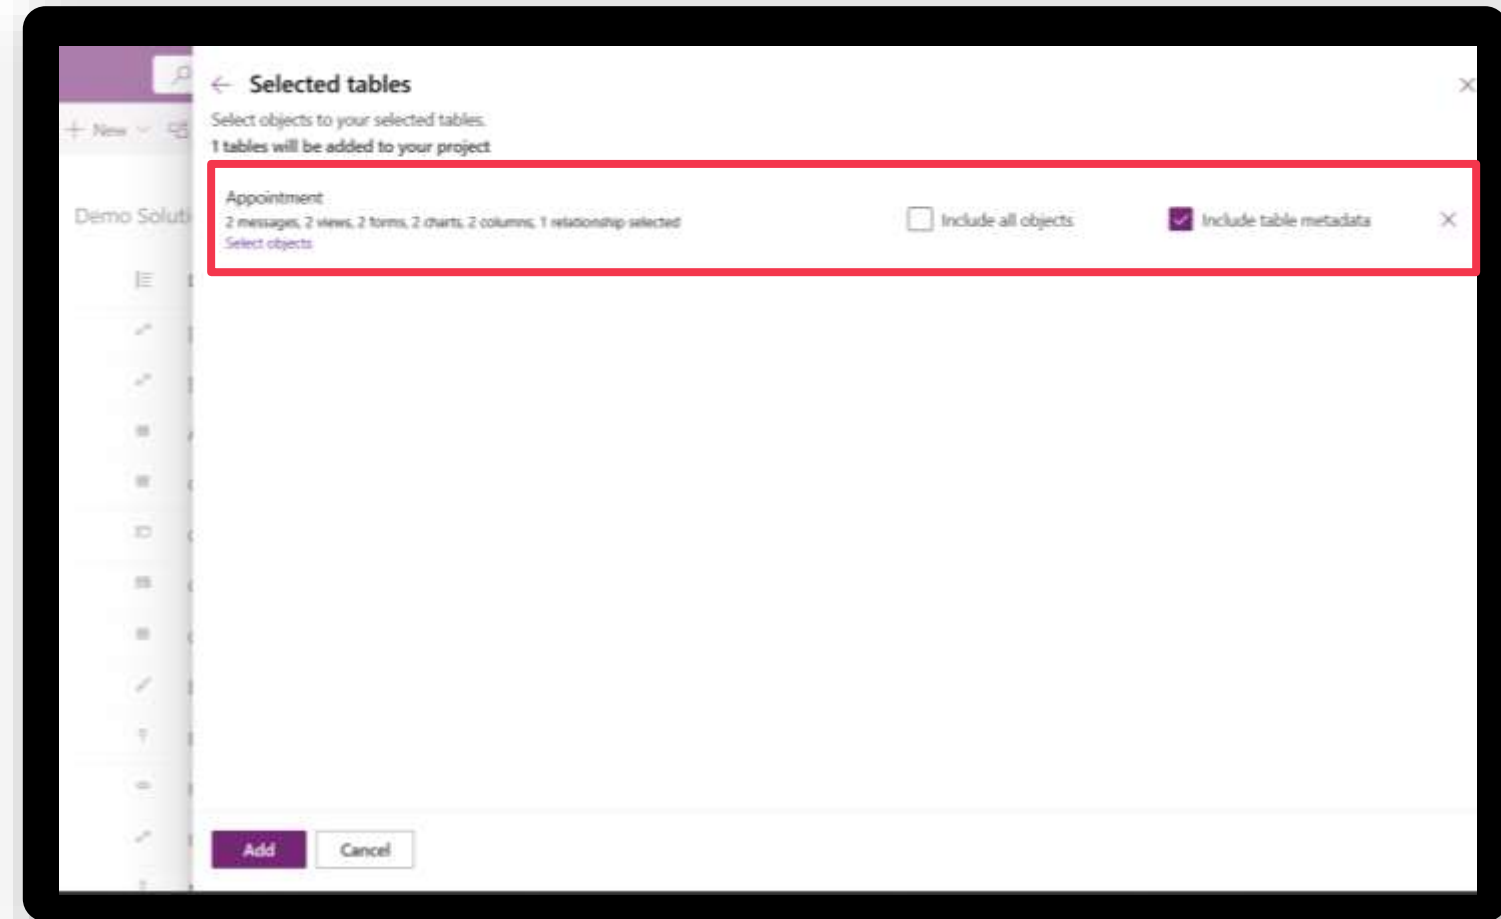 Selected tables
Select objects to your selected tables.
1 tables will be added to your project
New
Demo Soluti
Appointment
2 messages, 2 views, 2 forms, 2 charts, 2 columns, 1 relationship selected
Select objects
Include all objects
Include table metadata
Add
Cancel